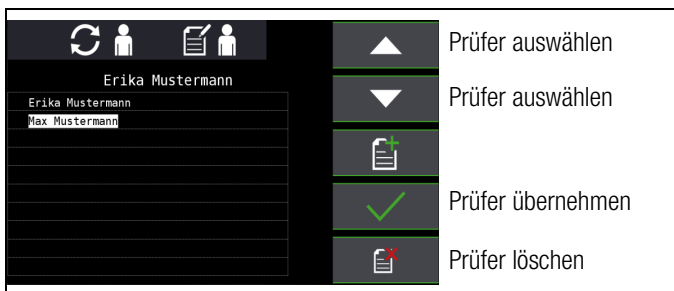 Erika Mustermann
Erika Mustermann
Max Mustermann
Prüfer auswählen
Prüfer auswählen
Prüfer übernehmen
Prüfer löschen